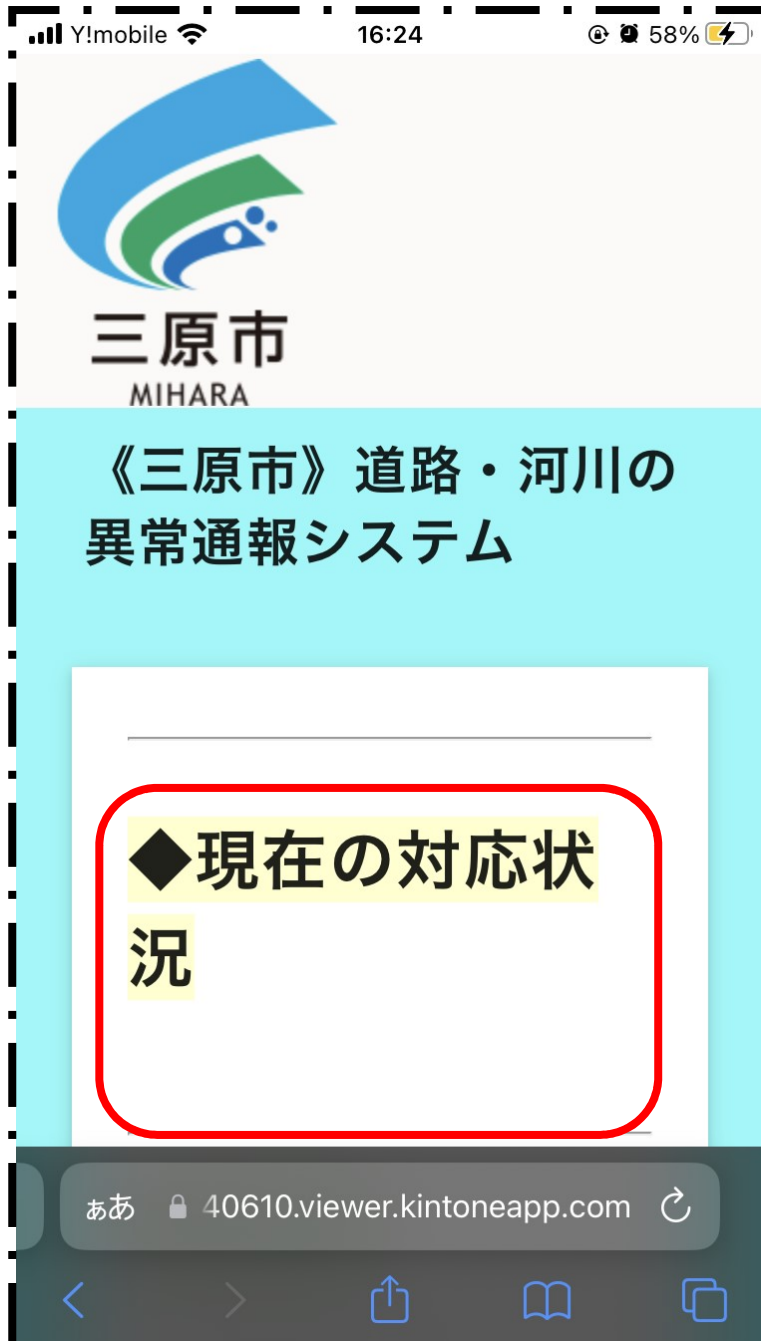 Y!mobile 16:24 58%
三原市
MIHARA
《三原市》道路・河川の
異常通報システム
◆現在の対応状
況
ぁあ 40610.viewer.kintoneapp.com